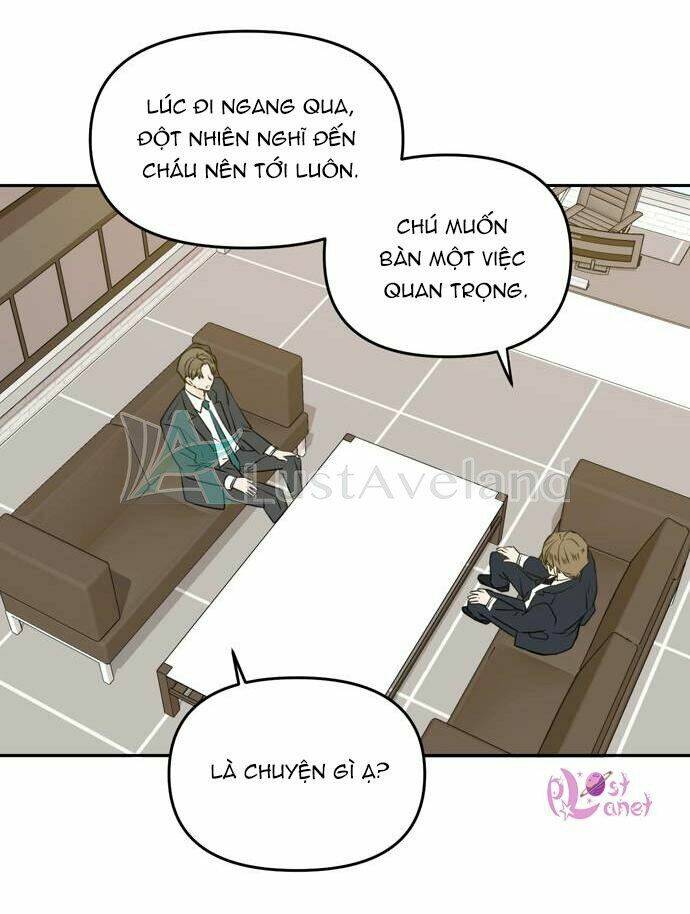 LÚC ĐI NGANG QUA,
ĐỘT NHIÊN NGHĨ ĐẾN
CHÁU NÊN TỚI LUÔN.
CHÚ MUỐN
BÀN MỘT VIỆC
QUAN TRỌNG.
LustAveland
LÀ CHUYỆN GÌ Ạ?
Lost
Planet